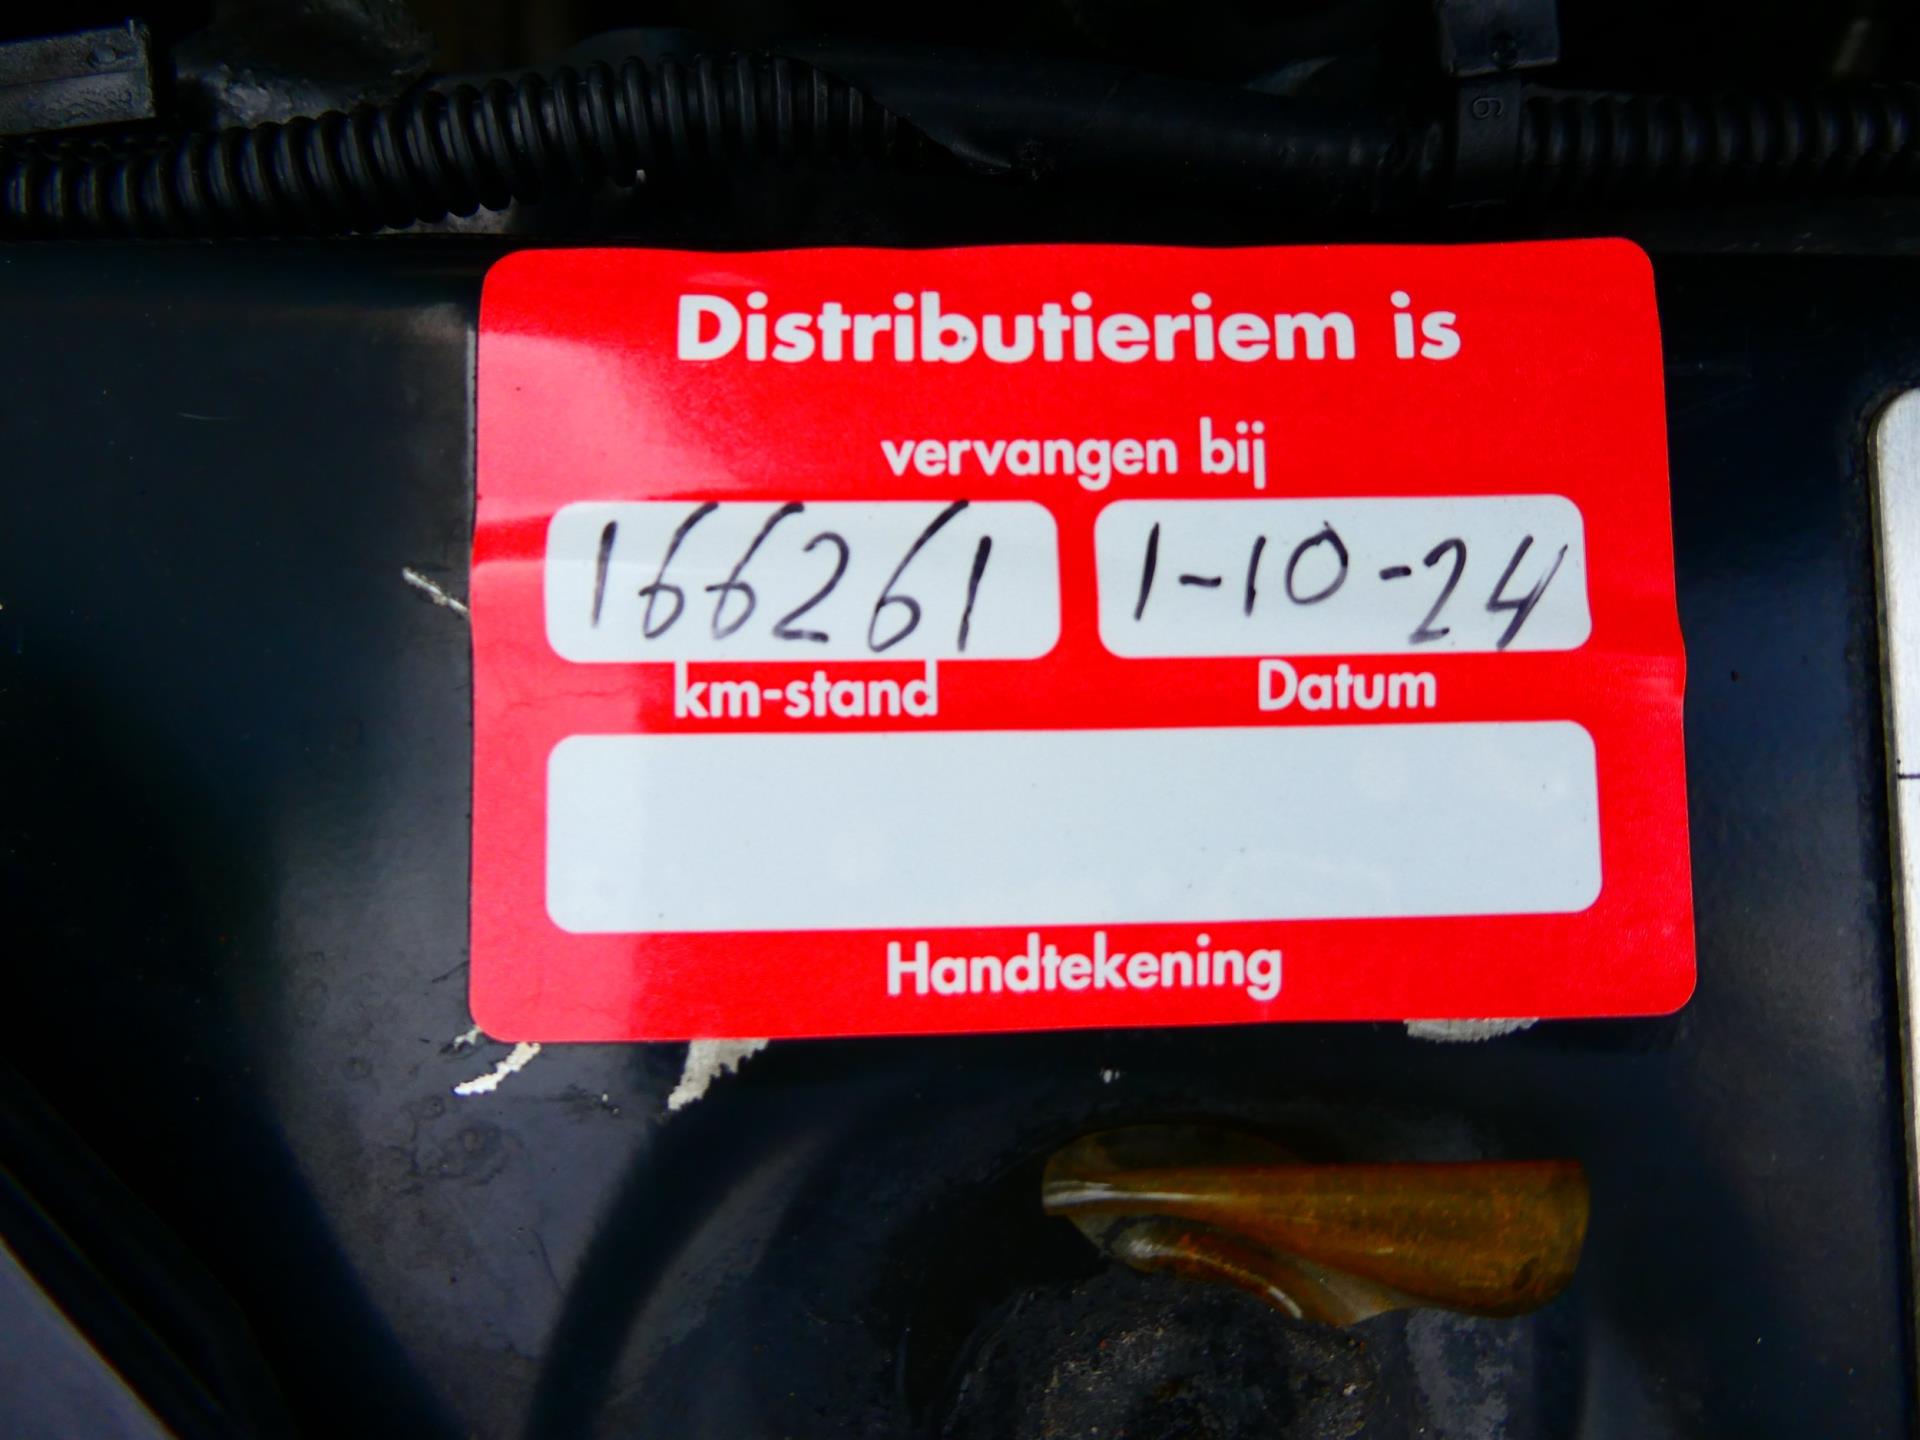 Distributieriem is
vervangen bij
166261 1-10-24
km-stand Datum
Handtekening